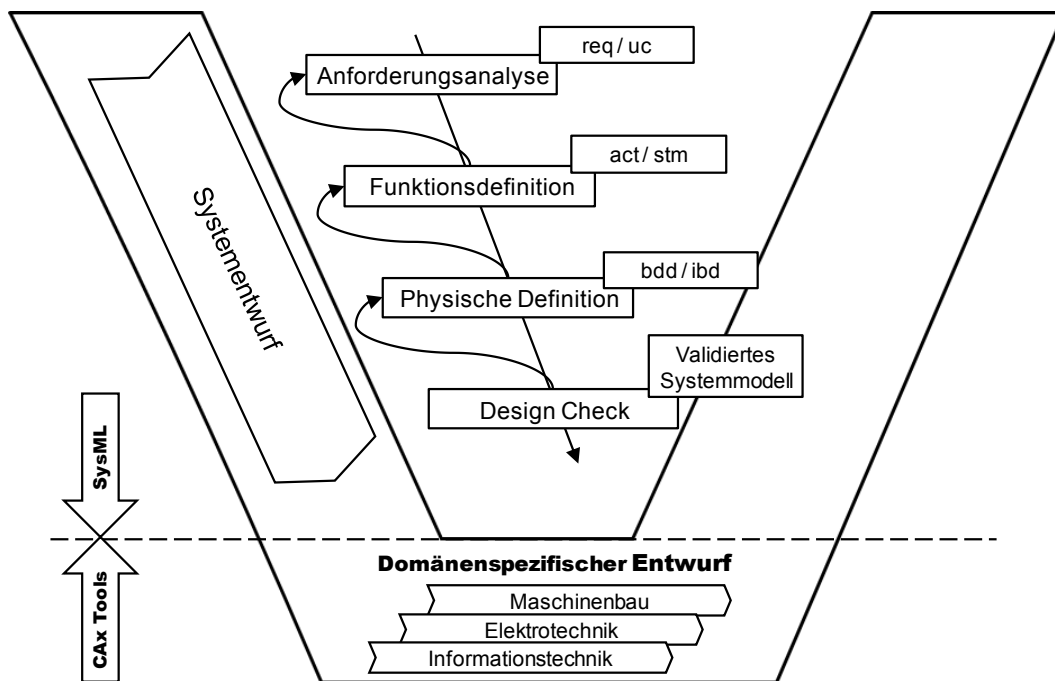 req / uc
Anforderungsanalyse
act / stm
Funktionsdefinition
bdd / ibd
Physische Definition
Validiertes
Systemmodell
Design Check
Systementwurf
SysML
CAx Tools
Domänenspezifischer Entwurf
Maschinenbau
Elektrotechnik
Informationstechnik